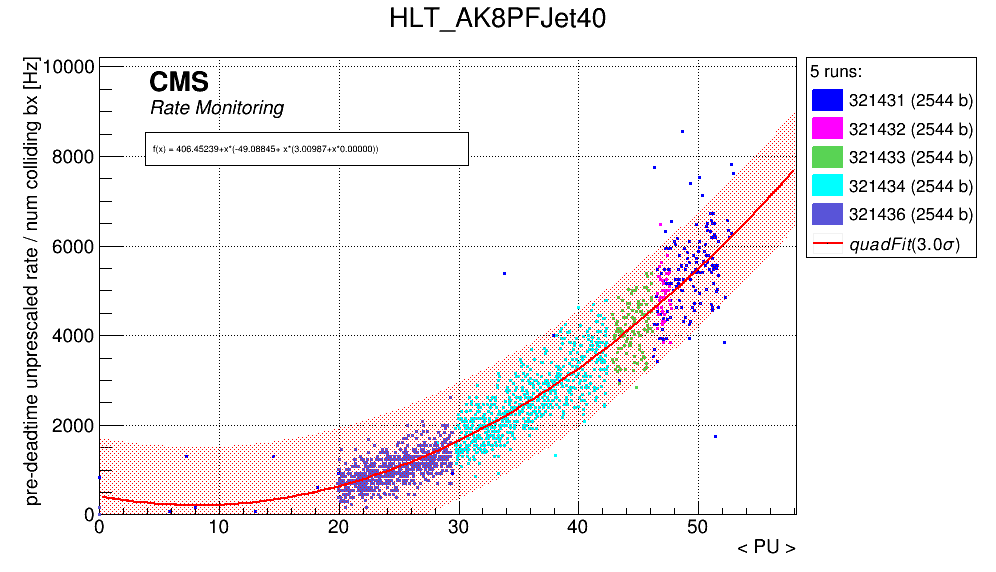 HLT_AK8PFJet40
pre-deadtime unprescaled rate / num colliding bx [Hz]
10000
8000
6000
4000
2000
0
CMS
Rate Monitoring
f(x) = 406.45239+x*(-49.08845+ x*(3.00987+x*0.00000))
0 10 20 30 40 50
< PU >
5 runs:
321431 (2544 b)
321432 (2544 b)
321433 (2544 b)
321434 (2544 b)
321436 (2544 b)
quadFit(3.0σ)